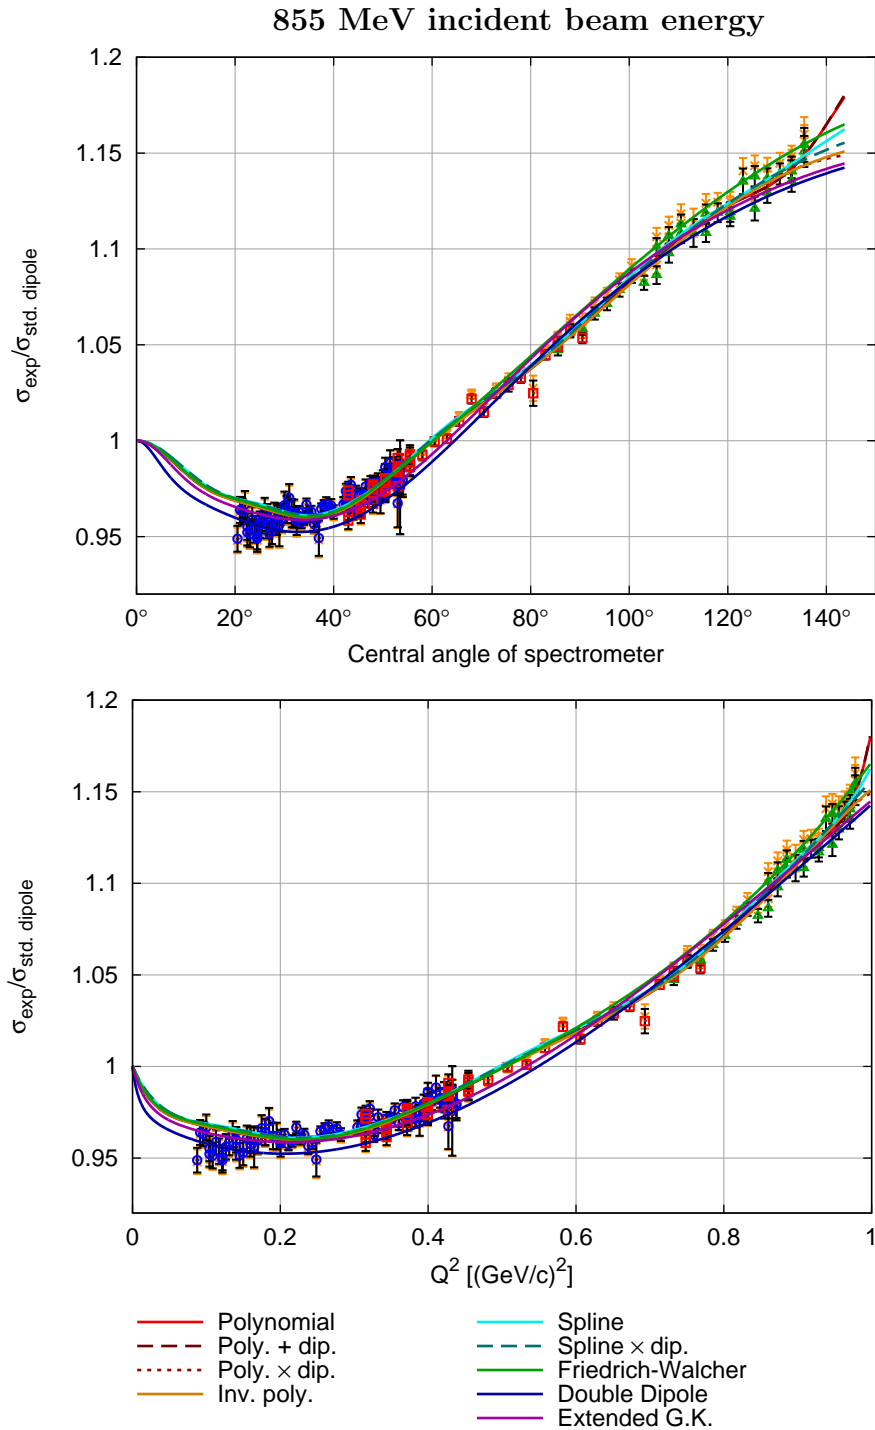 855 MeV incident beam energy
1.2
1.15
1.1
1.05
1
0.95
σexp/σstd. dipole
0° 20° 40° 60° 80° 100° 120° 140°
Central angle of spectrometer
1.2
1.15
1.1
1.05
1
0.95
σexp/σstd. dipole
0 0.2 0.4 0.6 0.8 1
Q² [(GeV/c)²]
Polynomial
Poly. + dip.
Poly. × dip.
Inv. poly.
Spline
Spline × dip.
Friedrich-Walcher
Double Dipole
Extended G.K.